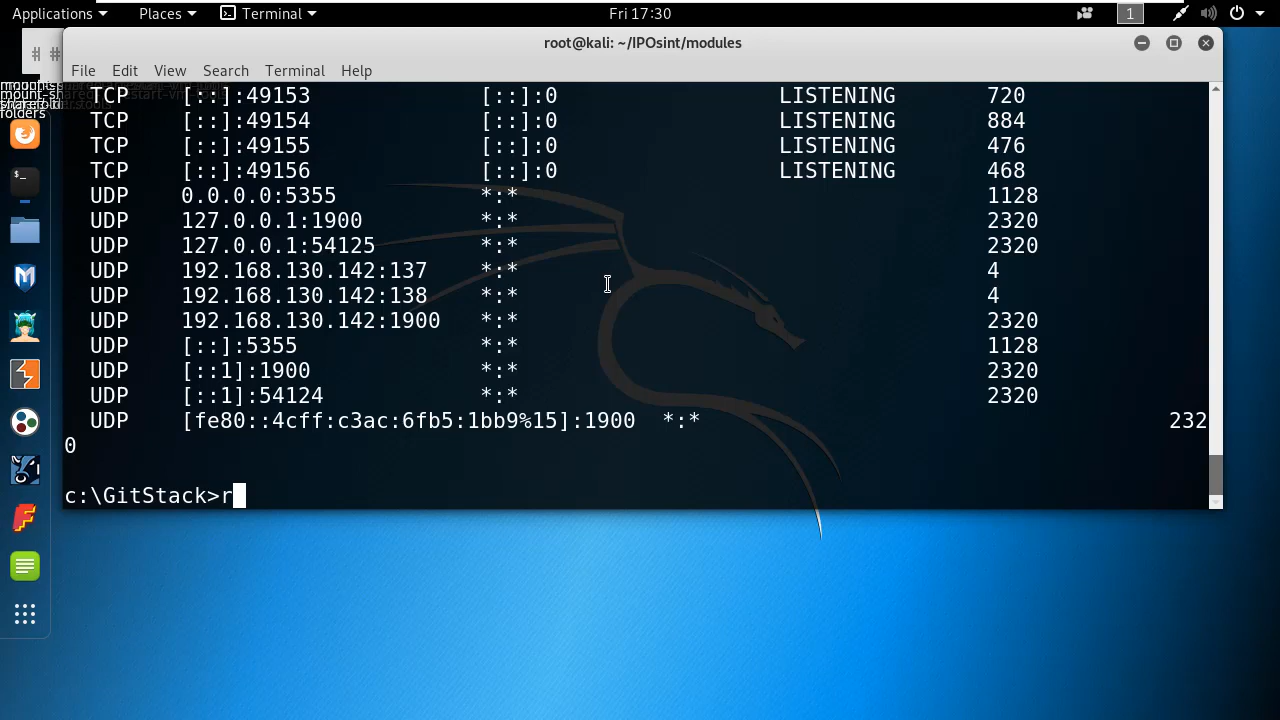 Applications Places Terminal Fri 17:30 1
root@kali: ~/IPOsint/modules
File Edit View Search Terminal Help
TCP [::]:49153 [::]:0 LISTENING 720
TCP [::]:49154 [::]:0 LISTENING 884
TCP [::]:49155 [::]:0 LISTENING 476
TCP [::]:49156 [::]:0 LISTENING 468
UDP 0.0.0.0:5355 *:* 1128
UDP 127.0.0.1:1900 *:* 2320
UDP 127.0.0.1:54125 *:* 2320
UDP 192.168.130.142:137 *:* 4
UDP 192.168.130.142:138 *:* 4
UDP 192.168.130.142:1900 *:* 2320
UDP [::]:5355 *:* 1128
UDP [::1]:1900 *:* 2320
UDP [::1]:54124 *:* 2320
UDP [fe80::4cff:c3ac:6fb5:1bb9%15]:1900 *:* 232
0
c:\GitStack>r
# #
folders